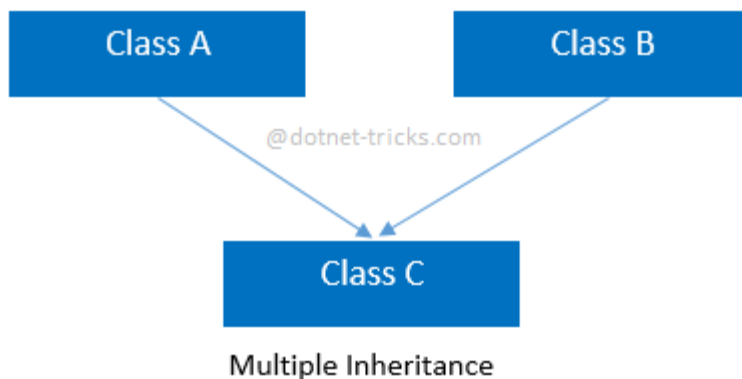 Class A
Class B
@dotnet-tricks.com
Class C
Multiple Inheritance